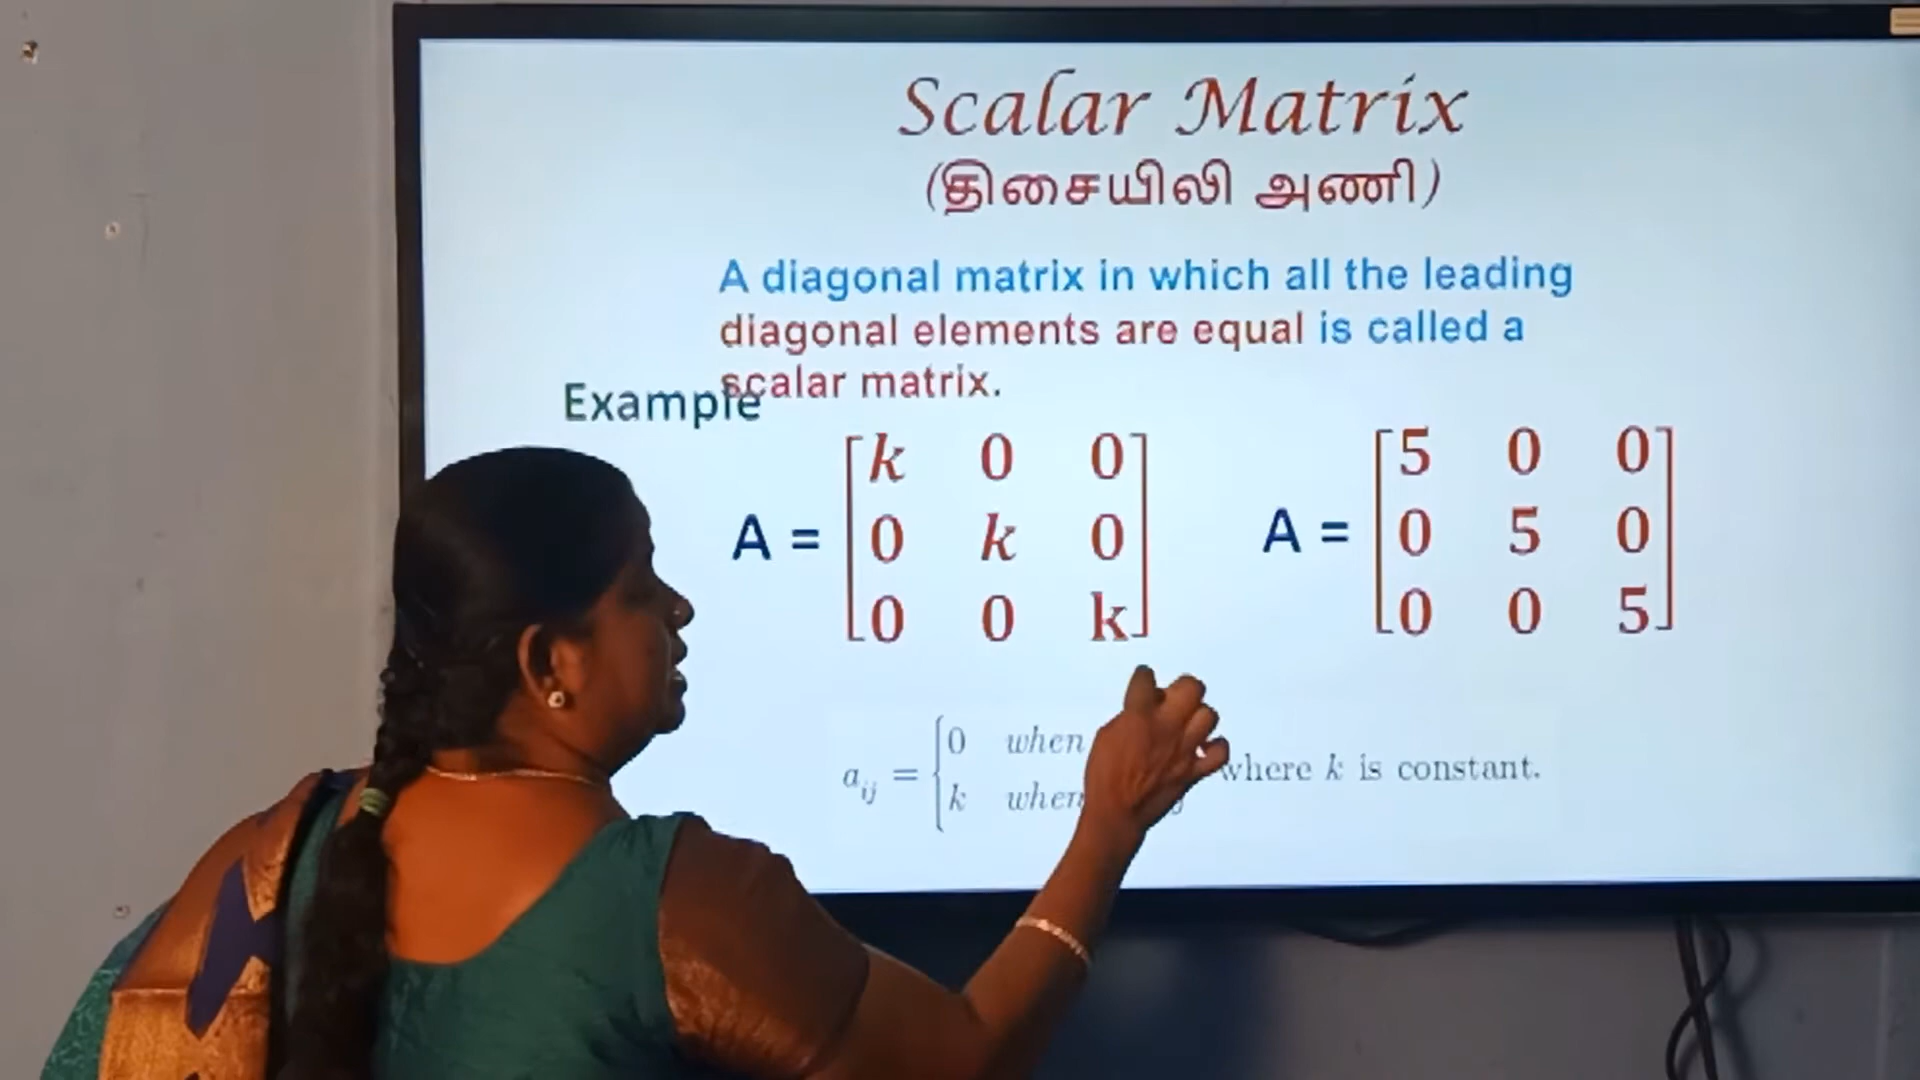 Scalar Matrix
(திசையிலி அணி)
A diagonal matrix in which all the leading
diagonal elements are equal is called a
scalar matrix.
Example
A = [k 0 0
0 k 0
0 0 k]
A = [5 0 0
0 5 0
0 0 5]
a_ij = {0 when
k when
where k is constant.